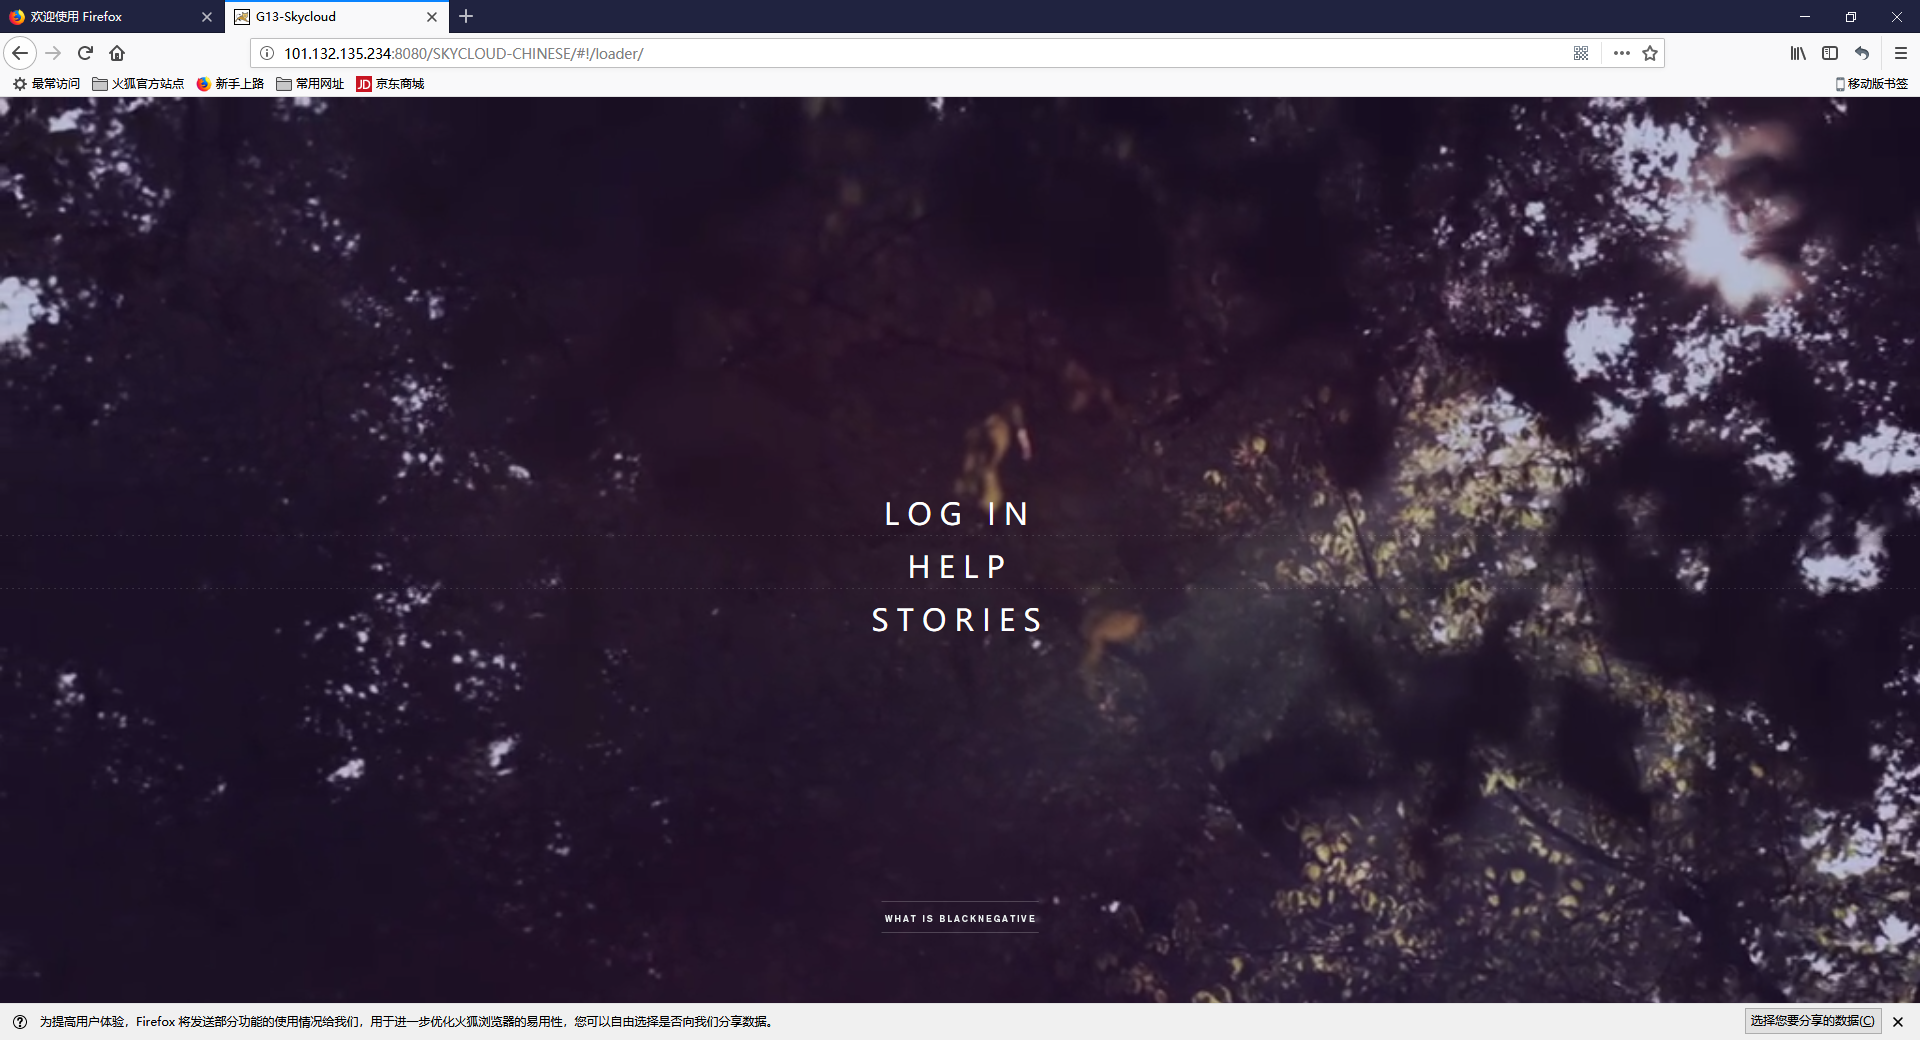 欢迎使用 Firefox
G13-Skycloud
101.132.135.234:8080/SKYCLOUD-CHINESE/#!/loader/
最常访问 火狐官方站点 新手上路 常用网址 JD 京东商城 移动版书签
LOG IN
HELP
STORIES
WHAT IS BLACKNEGATIVE
为提高用户体验，Firefox 将发送部分功能的使用情况给我们，用于进一步优化火狐浏览器的易用性，您可以自由选择是否向我们分享数据。 选择您要分享的数据(C)